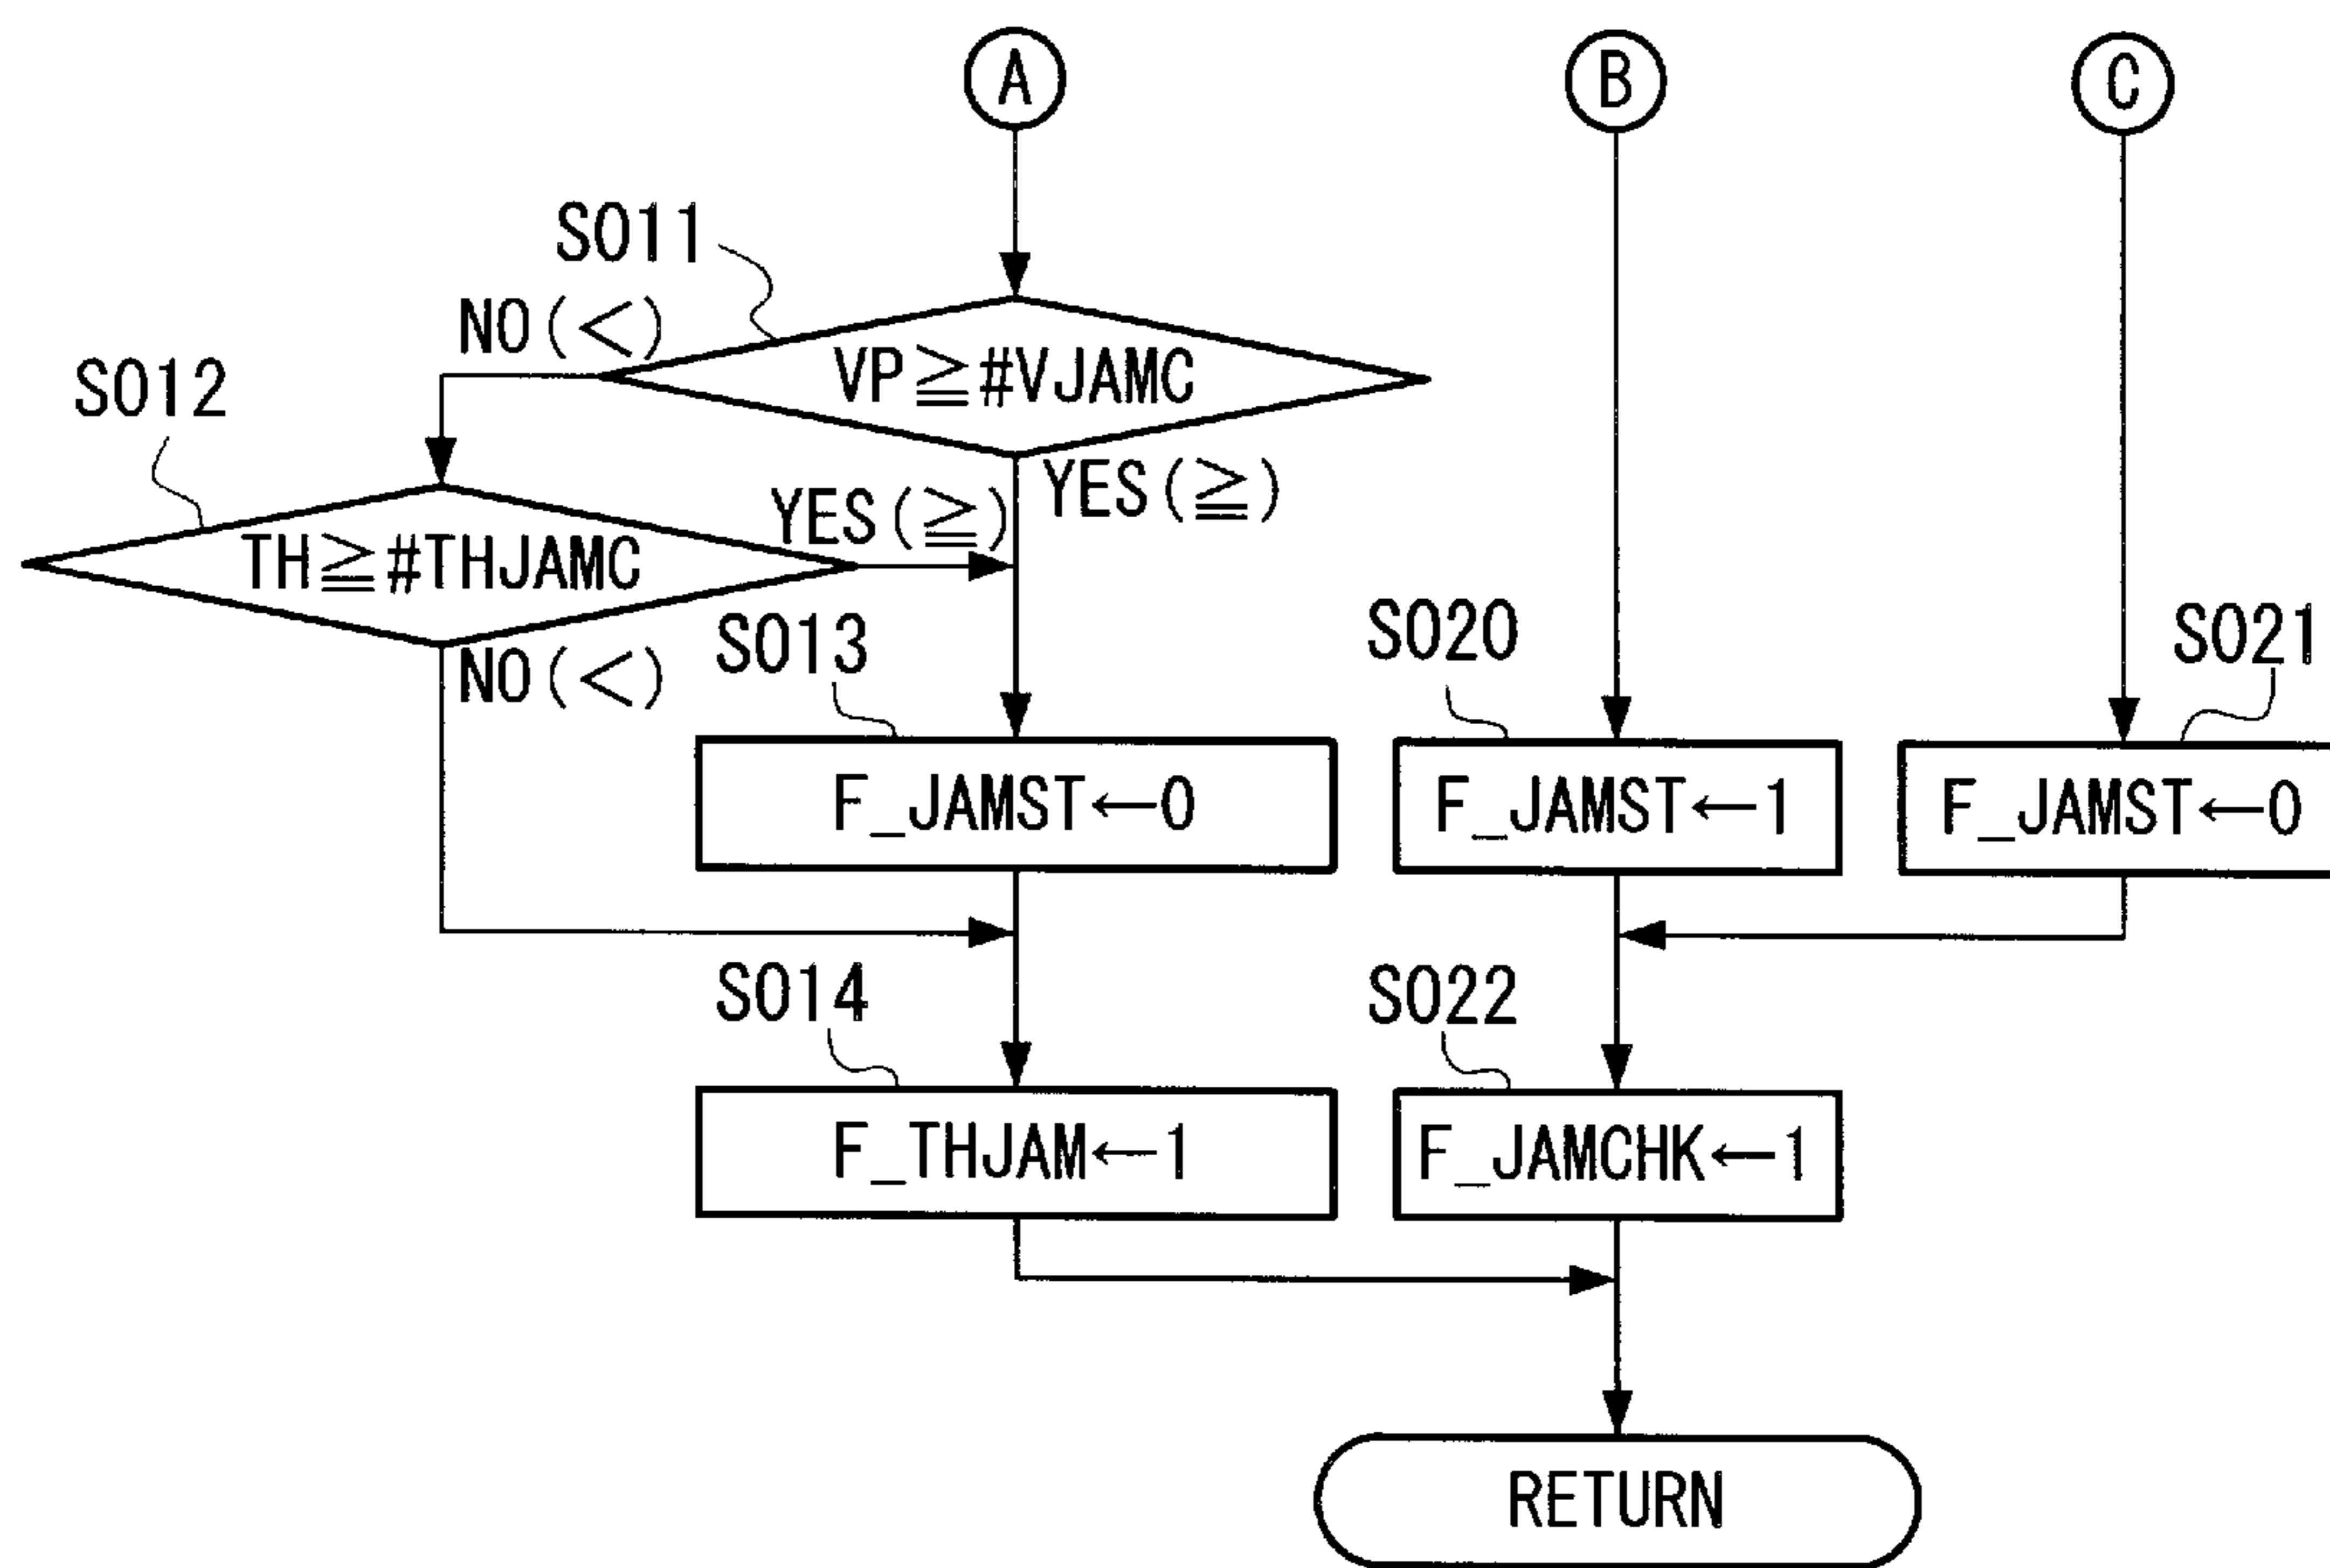 A
B
C
S011
NO(<)
VP≧#VJAMC
S012
YES(≧)
YES(≧)
TH≧#THJAMC
NO(<)
S013
S020
S021
F_JAMST←0
F_JAMST←1
F_JAMST←0
S014
S022
F_THJAM←1
F_JAMCHK←1
RETURN